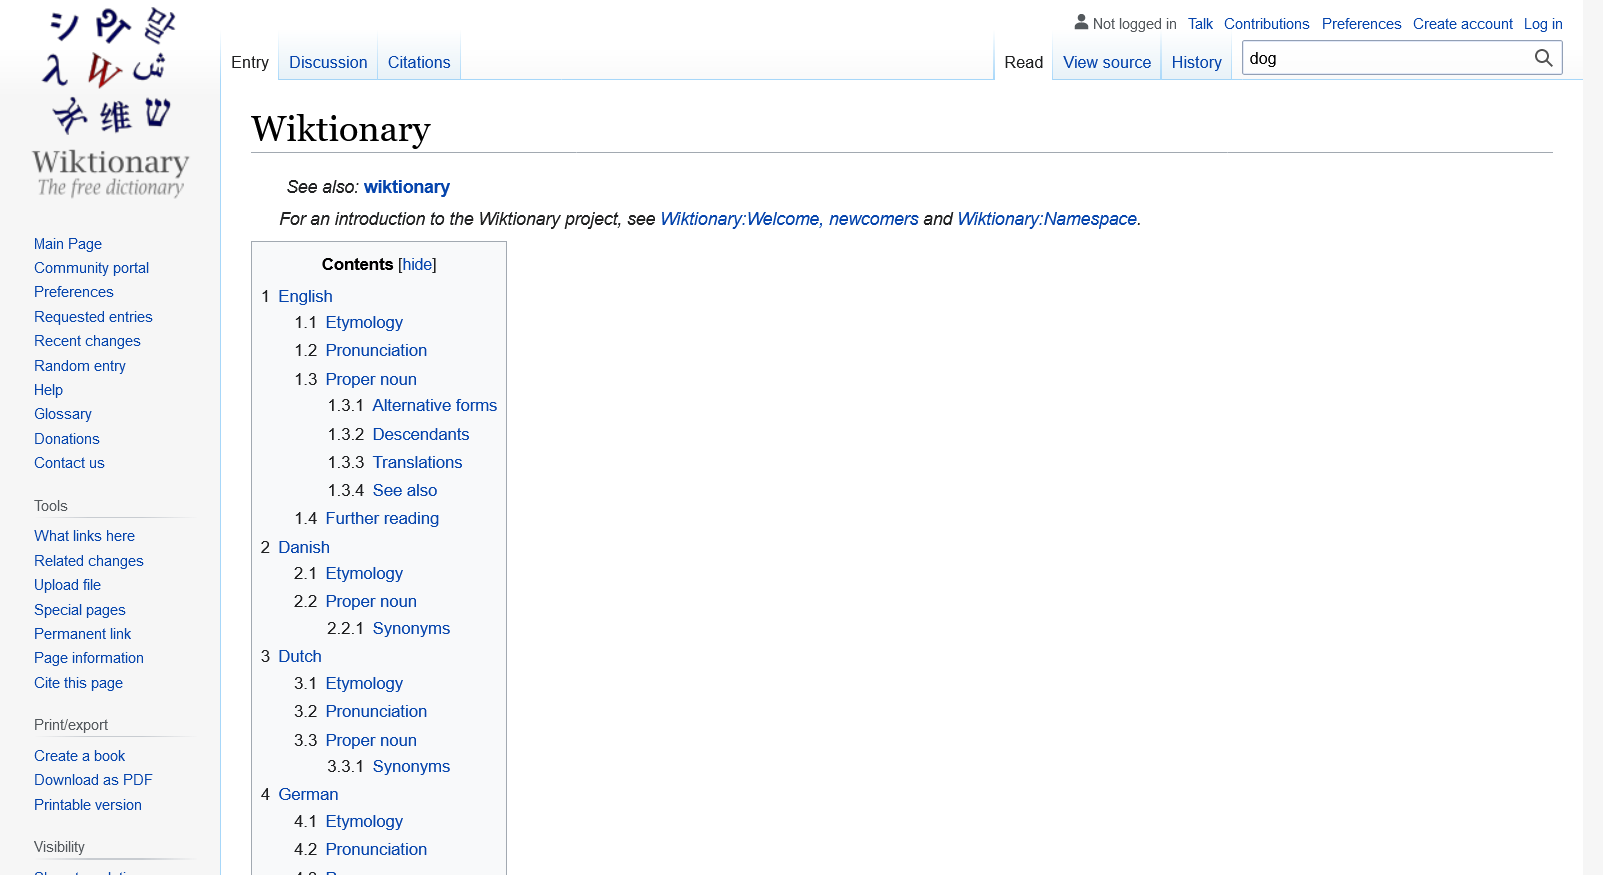 Not logged in Talk Contributions Preferences Create account Log in
Entry Discussion Citations Read View source History dog
Wiktionary
The free dictionary
Main Page
Community portal
Preferences
Requested entries
Recent changes
Random entry
Help
Glossary
Donations
Contact us
Tools
What links here
Related changes
Upload file
Special pages
Permanent link
Page information
Cite this page
Print/export
Create a book
Download as PDF
Printable version
Visibility
Wiktionary
See also: wiktionary
For an introduction to the Wiktionary project, see Wiktionary:Welcome, newcomers and Wiktionary:Namespace.
Contents [hide]
1 English
1.1 Etymology
1.2 Pronunciation
1.3 Proper noun
1.3.1 Alternative forms
1.3.2 Descendants
1.3.3 Translations
1.3.4 See also
1.4 Further reading
2 Danish
2.1 Etymology
2.2 Proper noun
2.2.1 Synonyms
3 Dutch
3.1 Etymology
3.2 Pronunciation
3.3 Proper noun
3.3.1 Synonyms
4 German
4.1 Etymology
4.2 Pronunciation